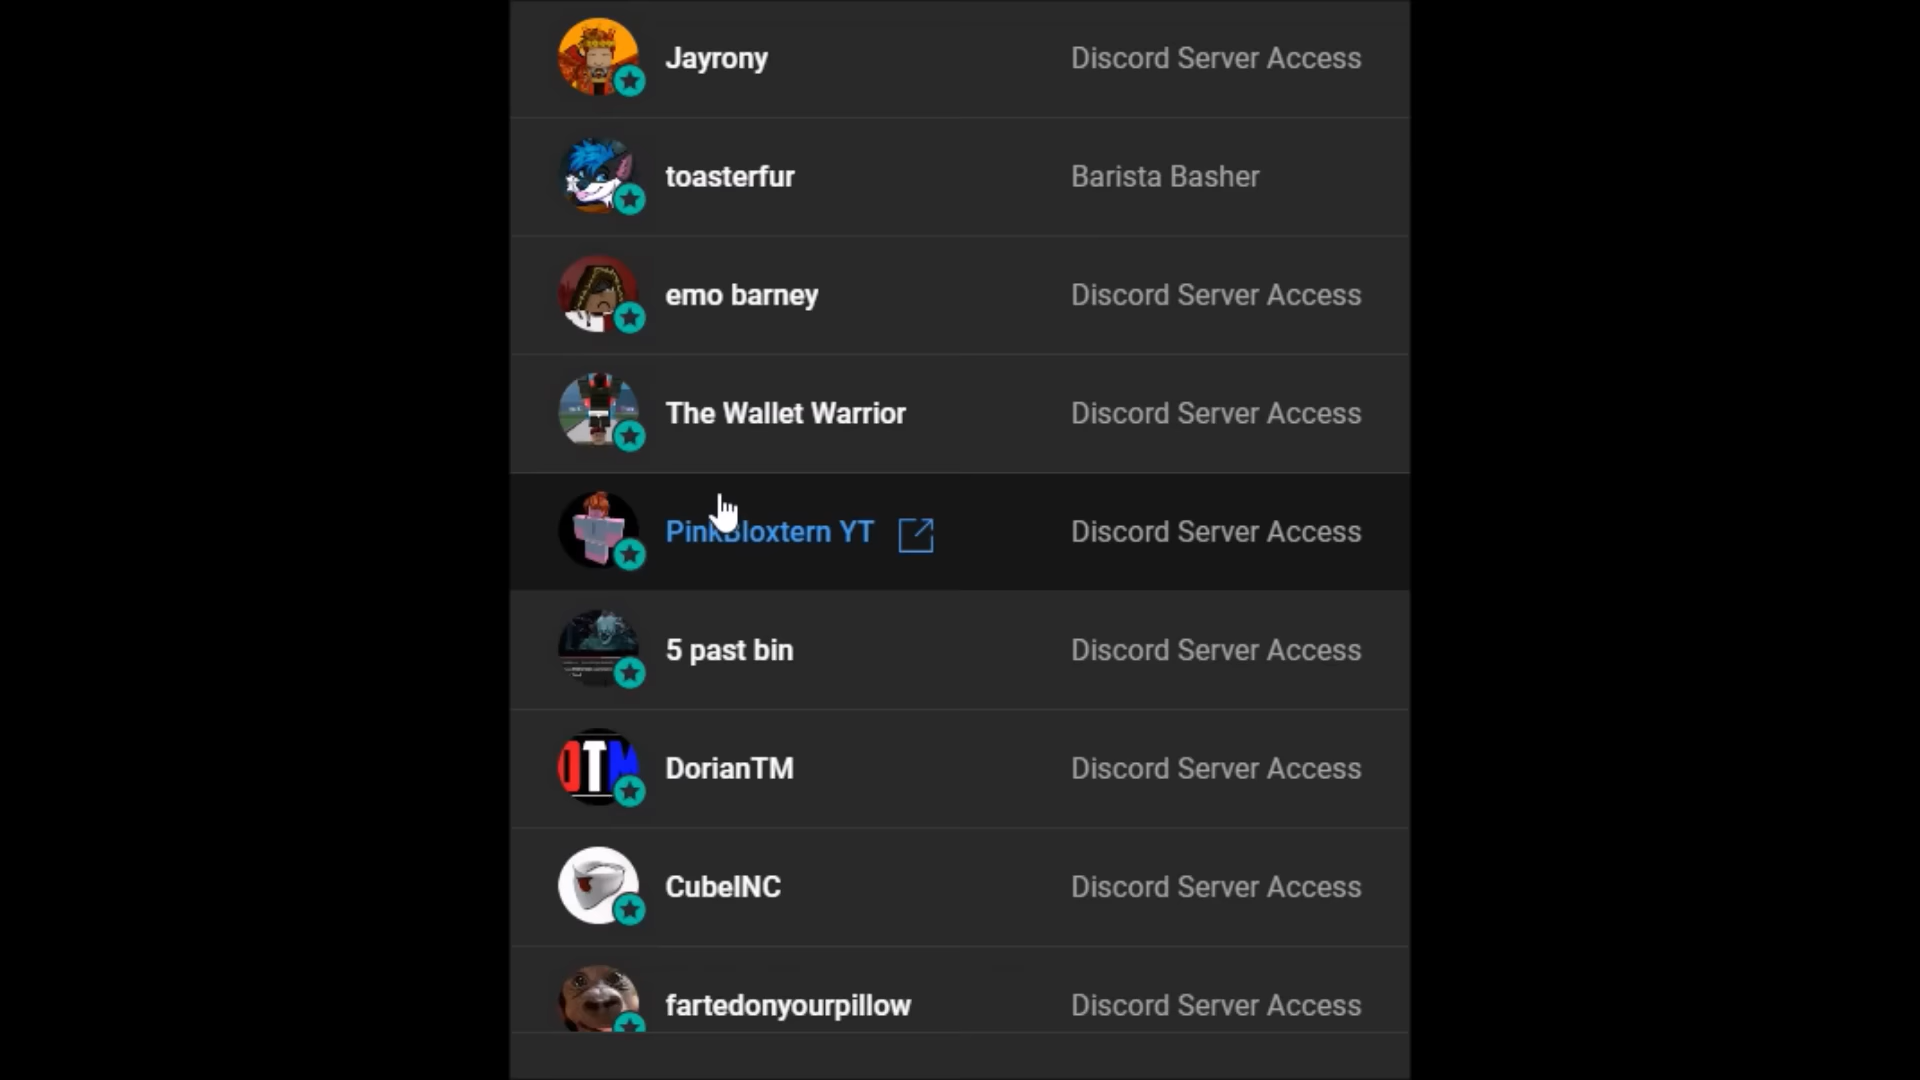 Jayrony Discord Server Access
toasterfur Barista Basher
emo barney Discord Server Access
The Wallet Warrior Discord Server Access
PinkBloxtern YT Discord Server Access
5 past bin Discord Server Access
DTM
DorianTM Discord Server Access
CubeINC Discord Server Access
fartedonyourpillow Discord Server Access